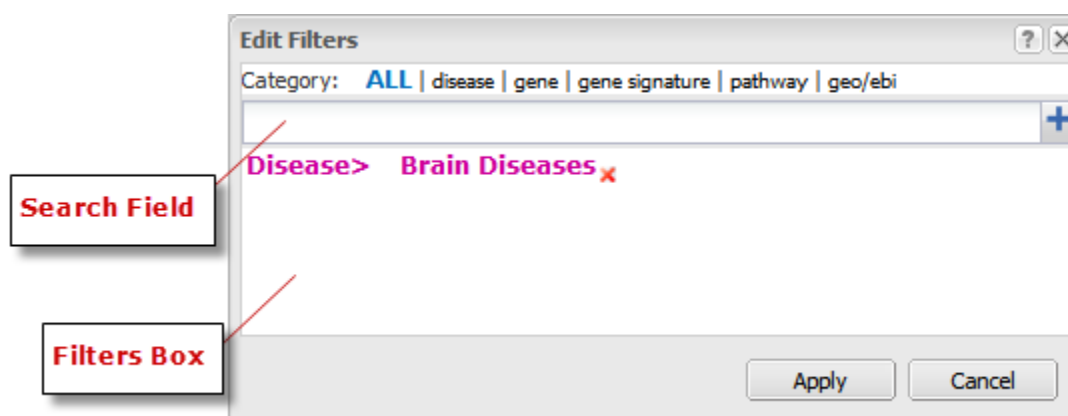 Edit Filters
?
Category: ALL | disease | gene | gene signature | pathway | geo/ebi
+
Disease> Brain Diseases
Search Field
Filters Box
Apply Cancel